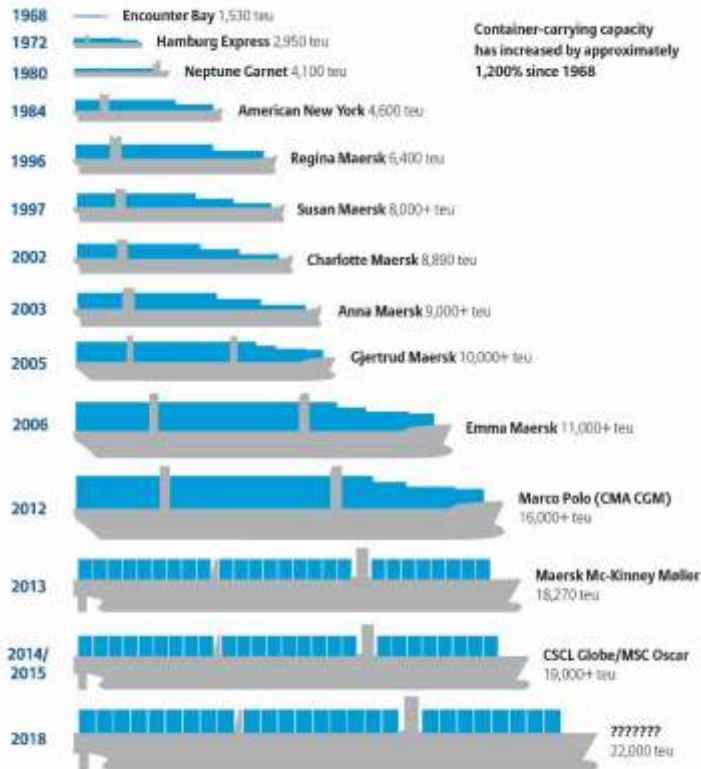 1968 Encounter Bay 1,530 teu
Container-carrying capacity
has increased by approximately
1,200% since 1968
1972 Hamburg Express 2,950 teu
1980 Neptune Garnet 4,100 teu
1984 American New York 4,600 teu
1996 Regina Maersk 6,400 teu
1997 Susan Maersk 8,000+ teu
2002 Charlotte Maersk 8,890 teu
2003 Anna Maersk 9,000+ teu
2005 Gjertrud Maersk 10,000+ teu
2006 Emma Maersk 11,000+ teu
2012 Marco Polo (CMA CGM)
16,000+ teu
2013 Maersk Mc-Kinney Møller
18,270 teu
2014/
2015 CSCL Globe/MSC Oscar
19,000+ teu
2018 ???????
22,000 teu